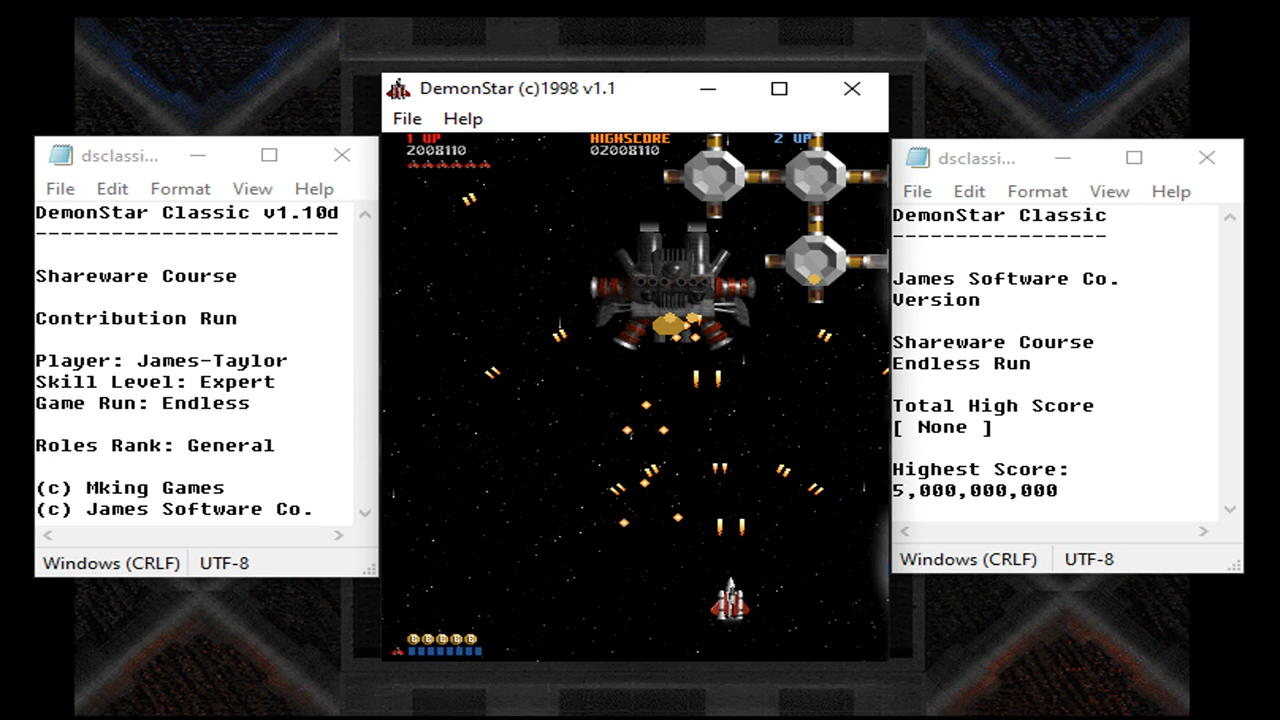 DemonStar (c)1998 v1.1
File Help
1 UP HIGHSCORE 2 UP
2008110 02008110
B B B B B
dsclassi...
File Edit Format View Help
DemonStar Classic v1.10d
------------------------
Shareware Course
Contribution Run
Player: James-Taylor
Skill Level: Expert
Game Run: Endless
Roles Rank: General
(c) Mking Games
(c) James Software Co.
Windows (CRLF) UTF-8
dsclassi...
File Edit Format View Help
DemonStar Classic
-----------------
James Software Co.
Version
Shareware Course
Endless Run
Total High Score
[ None ]
Highest Score:
5,000,000,000
Windows (CRLF) UTF-8